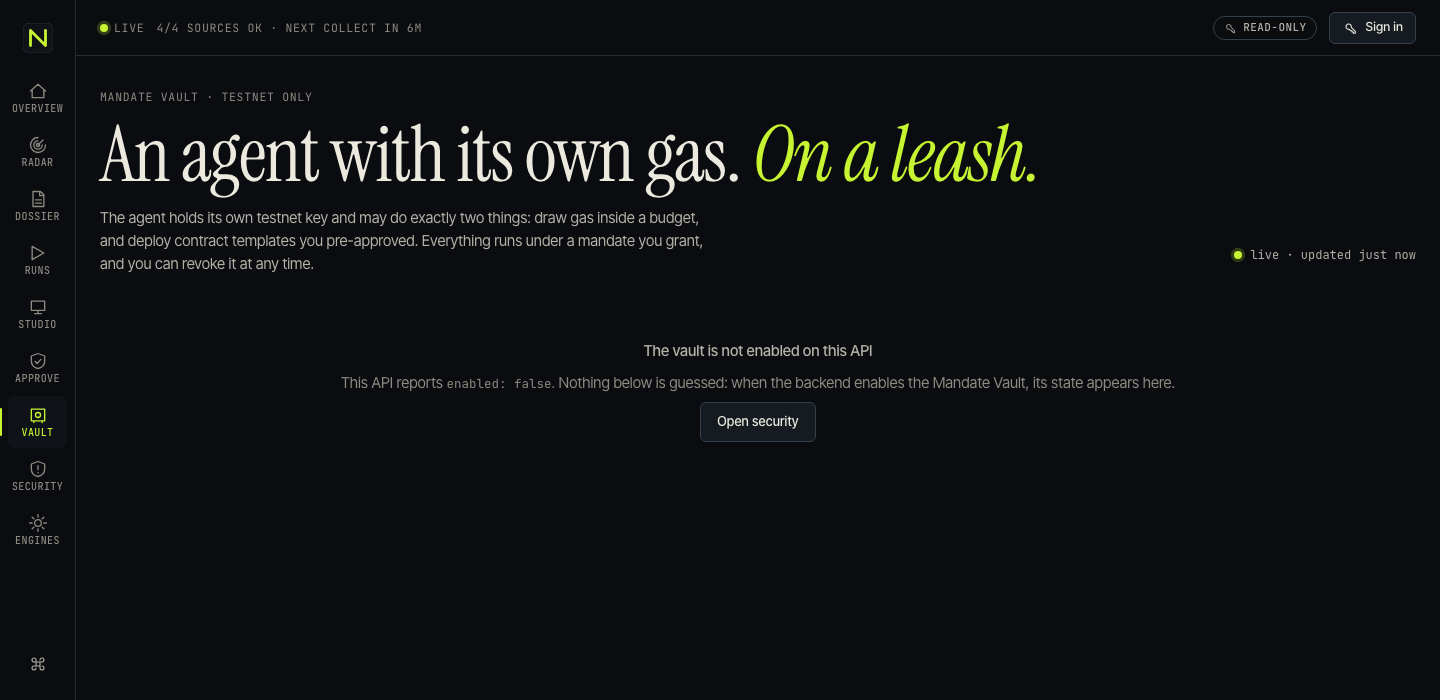 N
LIVE 4/4 SOURCES OK · NEXT COLLECT IN 6M
READ-ONLY
Sign in
OVERVIEW
RADAR
DOSSIER
RUNS
STUDIO
APPROVE
VAULT
SECURITY
ENGINES
⌘
MANDATE VAULT · TESTNET ONLY
An agent with its own gas. On a leash.
The agent holds its own testnet key and may do exactly two things: draw gas inside a budget,
and deploy contract templates you pre-approved. Everything runs under a mandate you grant,
and you can revoke it at any time.
live · updated just now
The vault is not enabled on this API
This API reports enabled: false. Nothing below is guessed: when the backend enables the Mandate Vault, its state appears here.
Open security